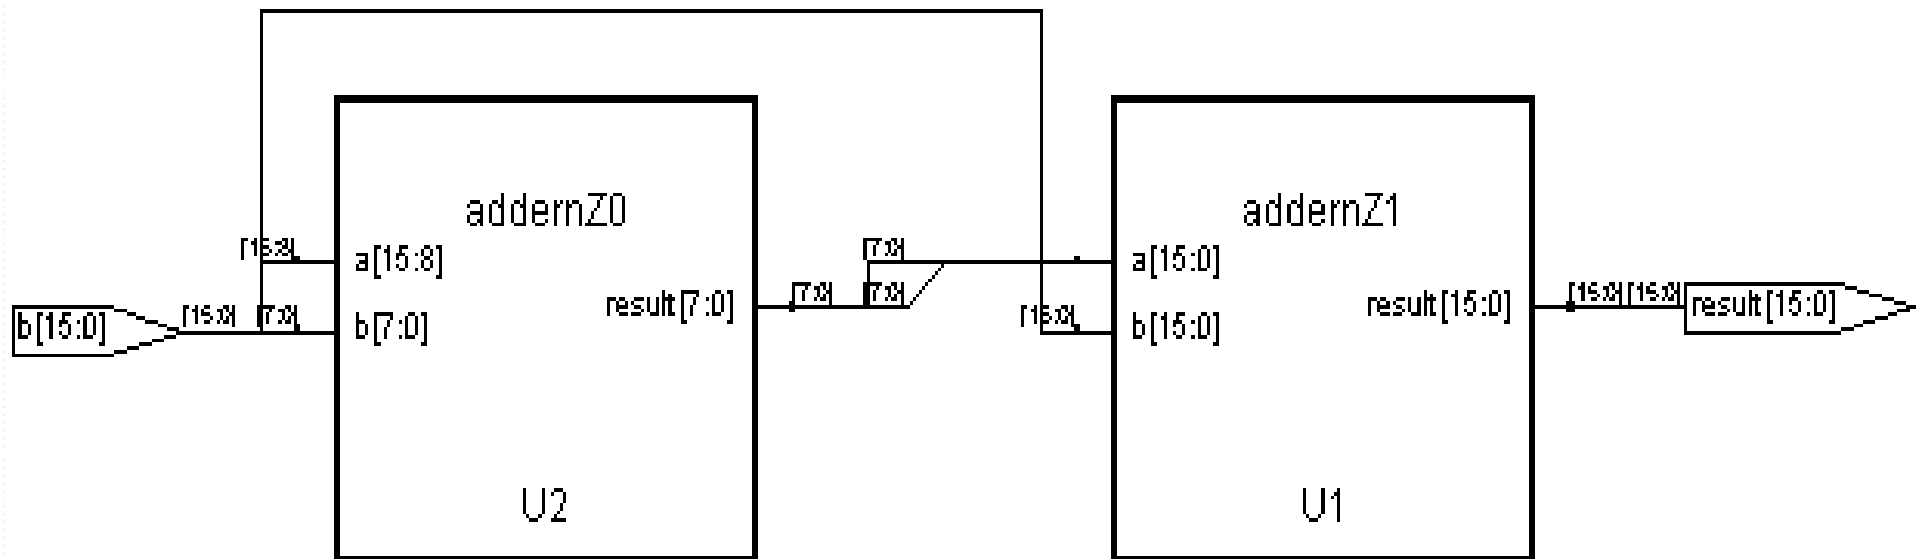 addernZ0
addernZ1
[15:8]
a[15:8]
[7:0]
a[15:0]
b[15:0]
[15:0]
[7:0]
b[7:0]
result[7:0]
[7:0]
[7:0]
[15:0]
b[15:0]
result[15:0]
[15:0]
[15:0]
result[15:0]
U2
U1